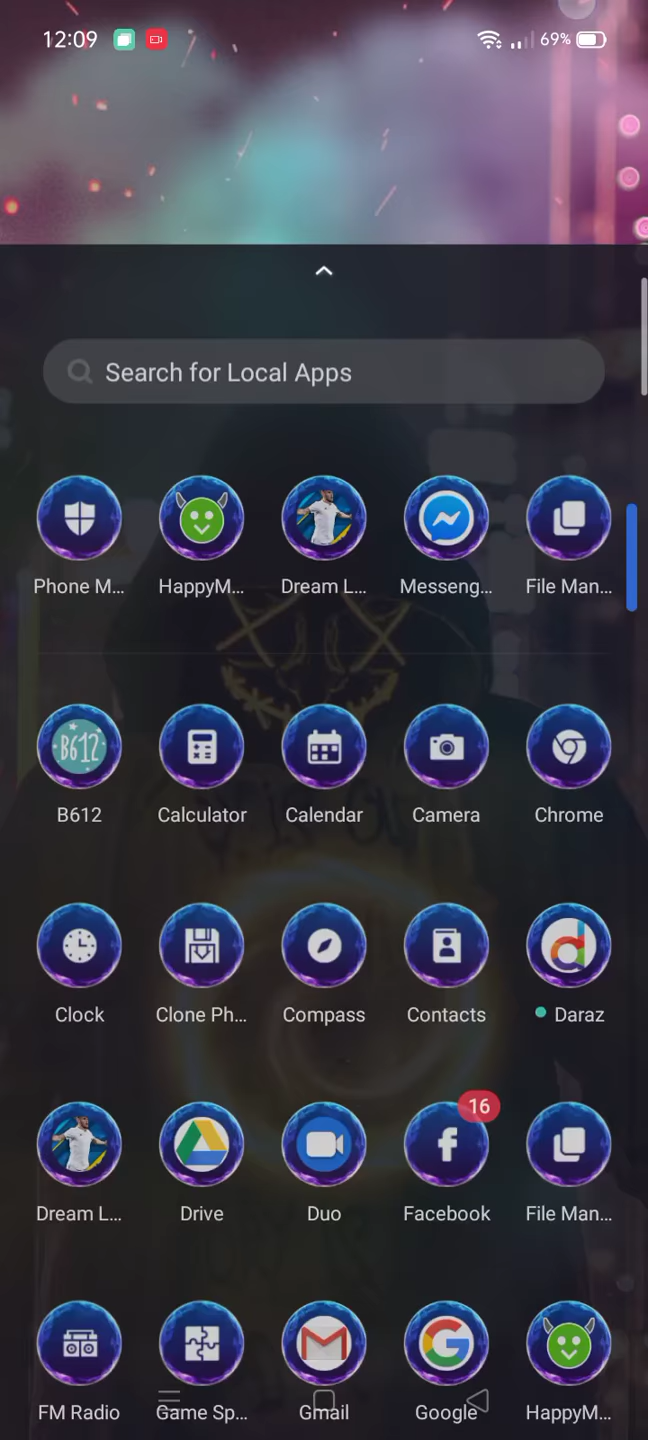 12:09
69%
Search for Local Apps
Phone M... HappyM... Dream L... Messeng... File Man...
B612
B612 Calculator Calendar Camera Chrome
Clock Clone Ph... Compass Contacts Daraz
16
Dream L... Drive Duo Facebook File Man...
FM Radio Game Sp... Gmail Google HappyM...